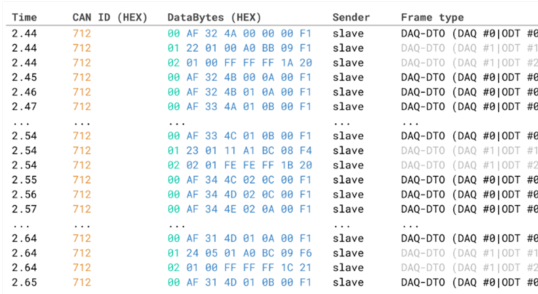 Time CAN ID (HEX) DataBytes (HEX) Sender Frame type
2.44 712 00 AF 32 4A 00 00 00 F1 slave DAQ-DTO (DAQ #0|ODT #0
2.44 712 01 22 01 00 A0 BB 09 F1 slave DAQ-DTO (DAQ #1|ODT #1
2.44 712 02 01 00 FF FF FF 1A 20 slave DAQ-DTO (DAQ #1|ODT #2
2.45 712 00 AF 32 4B 00 0A 00 F1 slave DAQ-DTO (DAQ #0|ODT #0
2.46 712 00 AF 32 4B 01 0A 00 F1 slave DAQ-DTO (DAQ #0|ODT #0
2.47 712 00 AF 33 4A 01 0B 00 F1 slave DAQ-DTO (DAQ #0|ODT #0
... ... ... ... ...
2.54 712 00 AF 33 4C 01 0B 00 F1 slave DAQ-DTO (DAQ #0|ODT #0
2.54 712 01 23 01 11 A1 BC 08 F4 slave DAQ-DTO (DAQ #1|ODT #1
2.54 712 02 02 01 FE FE FF 1B 20 slave DAQ-DTO (DAQ #1|ODT #2
2.55 712 00 AF 34 4C 02 0C 00 F1 slave DAQ-DTO (DAQ #0|ODT #0
2.56 712 00 AF 34 4D 02 0C 00 F1 slave DAQ-DTO (DAQ #0|ODT #0
2.57 712 00 AF 34 4E 02 0A 00 F1 slave DAQ-DTO (DAQ #0|ODT #0
... ... ... ... ...
2.64 712 00 AF 31 4D 01 0A 00 F1 slave DAQ-DTO (DAQ #0|ODT #0
2.64 712 01 24 05 01 A0 BC 09 F6 slave DAQ-DTO (DAQ #1|ODT #1
2.64 712 02 01 00 FF FF FF 1C 21 slave DAQ-DTO (DAQ #1|ODT #2
2.65 712 00 AF 31 4D 01 0B 00 F1 slave DAQ-DTO (DAQ #0|ODT #0